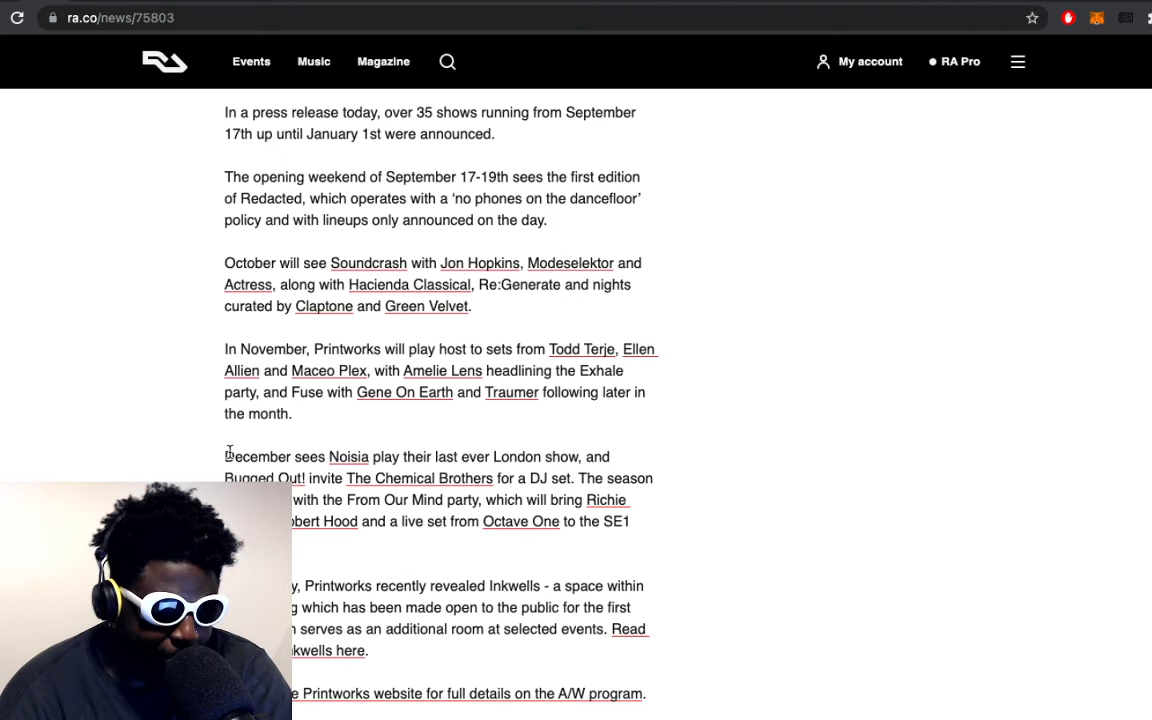 ra.co/news/75803
Events Music Magazine My account RA Pro
In a press release today, over 35 shows running from September
17th up until January 1st were announced.
The opening weekend of September 17-19th sees the first edition
of Redacted, which operates with a ‘no phones on the dancefloor’
policy and with lineups only announced on the day.
October will see Soundcrash with Jon Hopkins, Modeselektor and
Actress, along with Hacienda Classical, Re:Generate and nights
curated by Claptone and Green Velvet.
In November, Printworks will play host to sets from Todd Terje, Ellen
Allien and Maceo Plex, with Amelie Lens headlining the Exhale
party, and Fuse with Gene On Earth and Traumer following later in
the month.
December sees Noisia play their last ever London show, and
Bugged Out! invite The Chemical Brothers for a DJ set. The season
with the From Our Mind party, which will bring Richie
Hood and a live set from Octave One to the SE1
Printworks recently revealed Inkwells - a space within
which has been made open to the public for the first
serves as an additional room at selected events. Read
here.
Printworks website for full details on the A/W program.